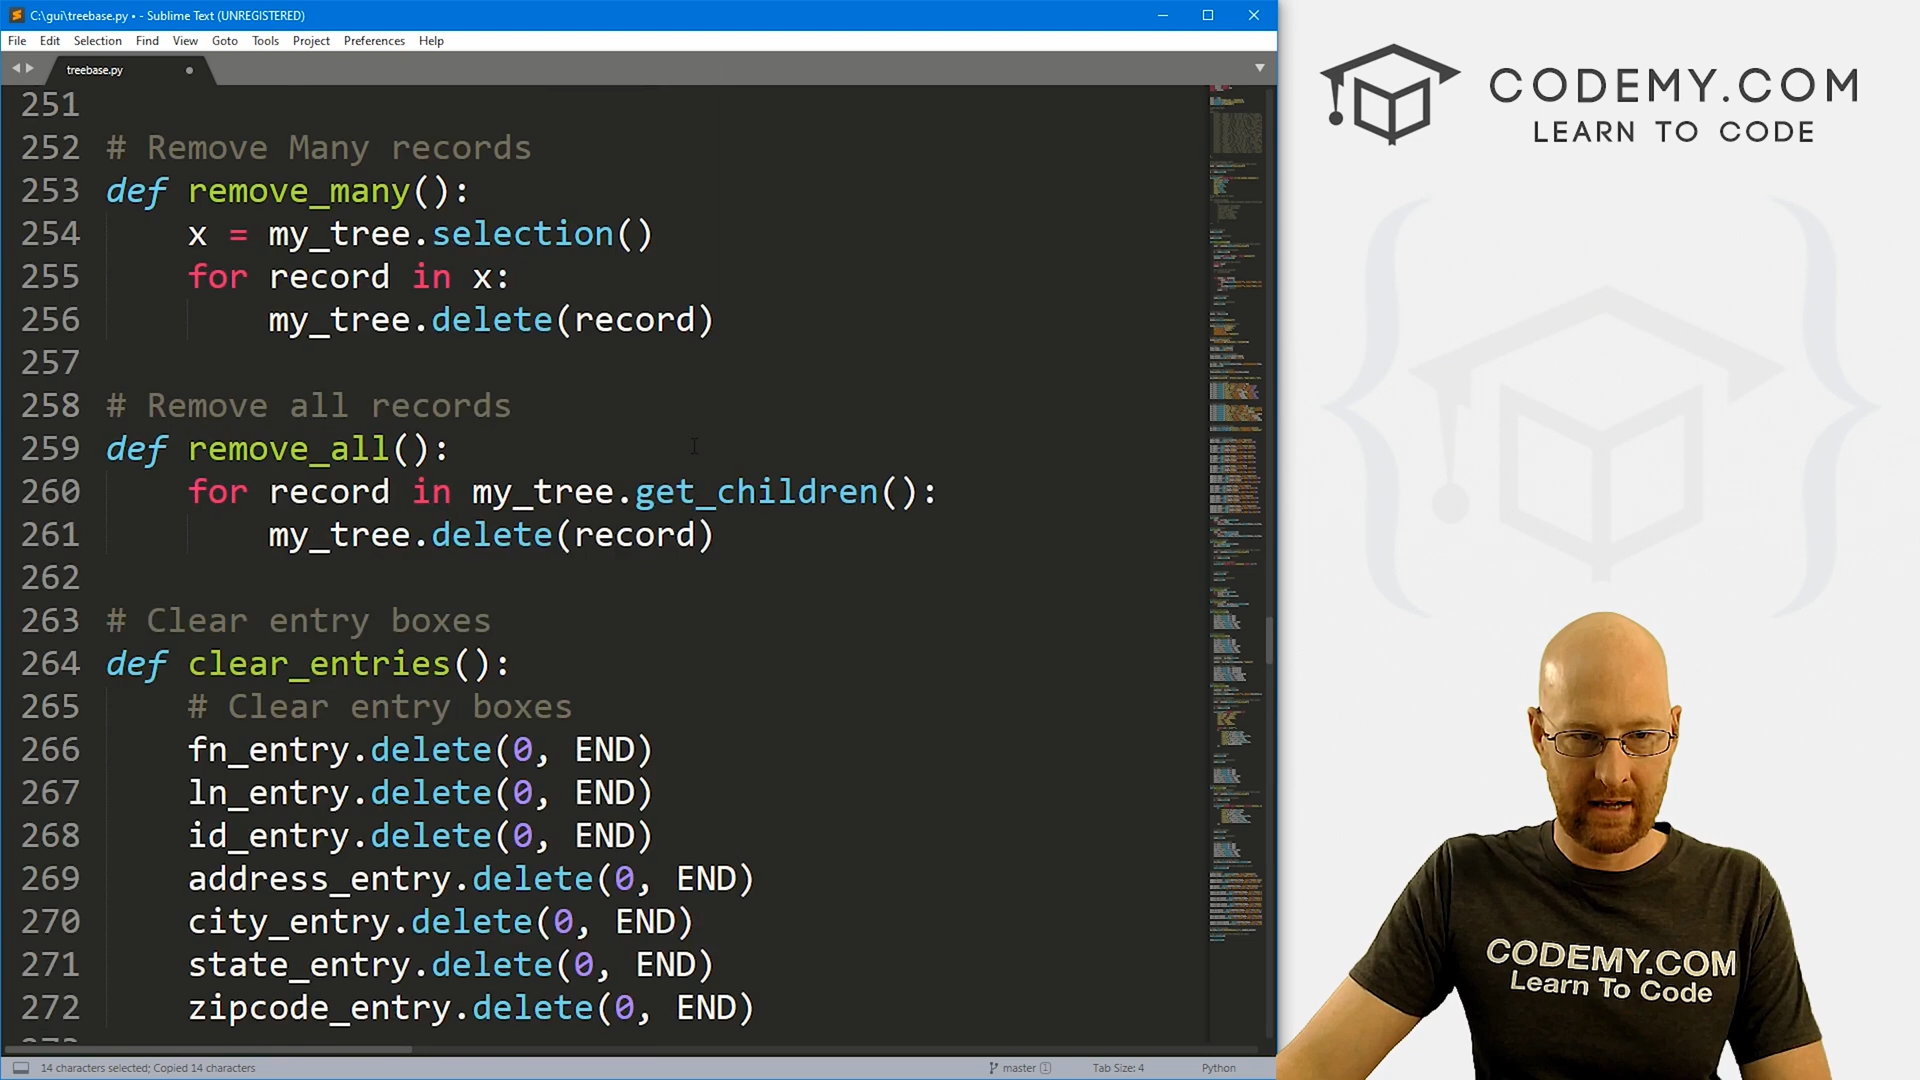 C:\gui\treebase.py • - Sublime Text (UNREGISTERED)
File Edit Selection Find View Goto Tools Project Preferences Help
treebase.py
251
252 # Remove Many records
253 def remove_many():
254     x = my_tree.selection()
255     for record in x:
256         my_tree.delete(record)
257
258 # Remove all records
259 def remove_all():
260     for record in my_tree.get_children():
261         my_tree.delete(record)
262
263 # Clear entry boxes
264 def clear_entries():
265     # Clear entry boxes
266     fn_entry.delete(0, END)
267     ln_entry.delete(0, END)
268     id_entry.delete(0, END)
269     address_entry.delete(0, END)
270     city_entry.delete(0, END)
271     state_entry.delete(0, END)
272     zipcode_entry.delete(0, END)
14 characters selected; Copied 14 characters
master 1
Tab Size: 4
Python
CODEMY.COM
LEARN TO CODE
CODEMY.COM
Learn To Code